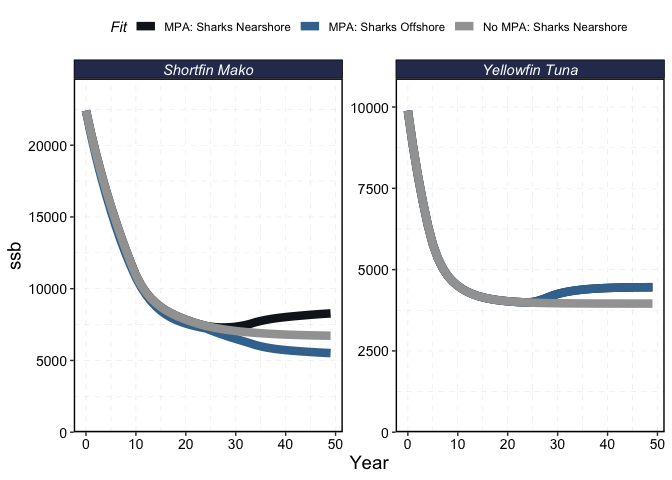 Fit MPA: Sharks Nearshore MPA: Sharks Offshore No MPA: Sharks Nearshore
Shortfin Mako
Yellowfin Tuna
ssb
20000
15000
10000
5000
0
0 10 20 30 40 50
10000
7500
5000
2500
0
0 10 20 30 40 50
Year